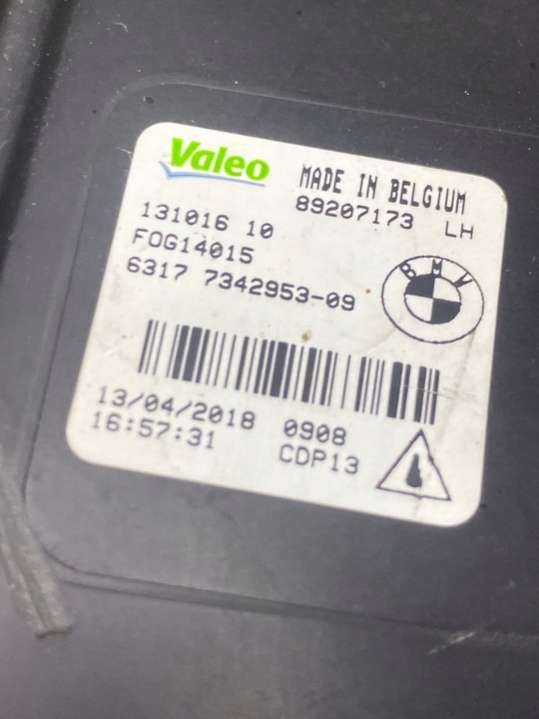 Valeo
MADE IN BELGIUM
89207173 LH
131016 10
FOG14015
6317 7342953-09
BMW
13/04/2018 0908
16:57:31 CDP13